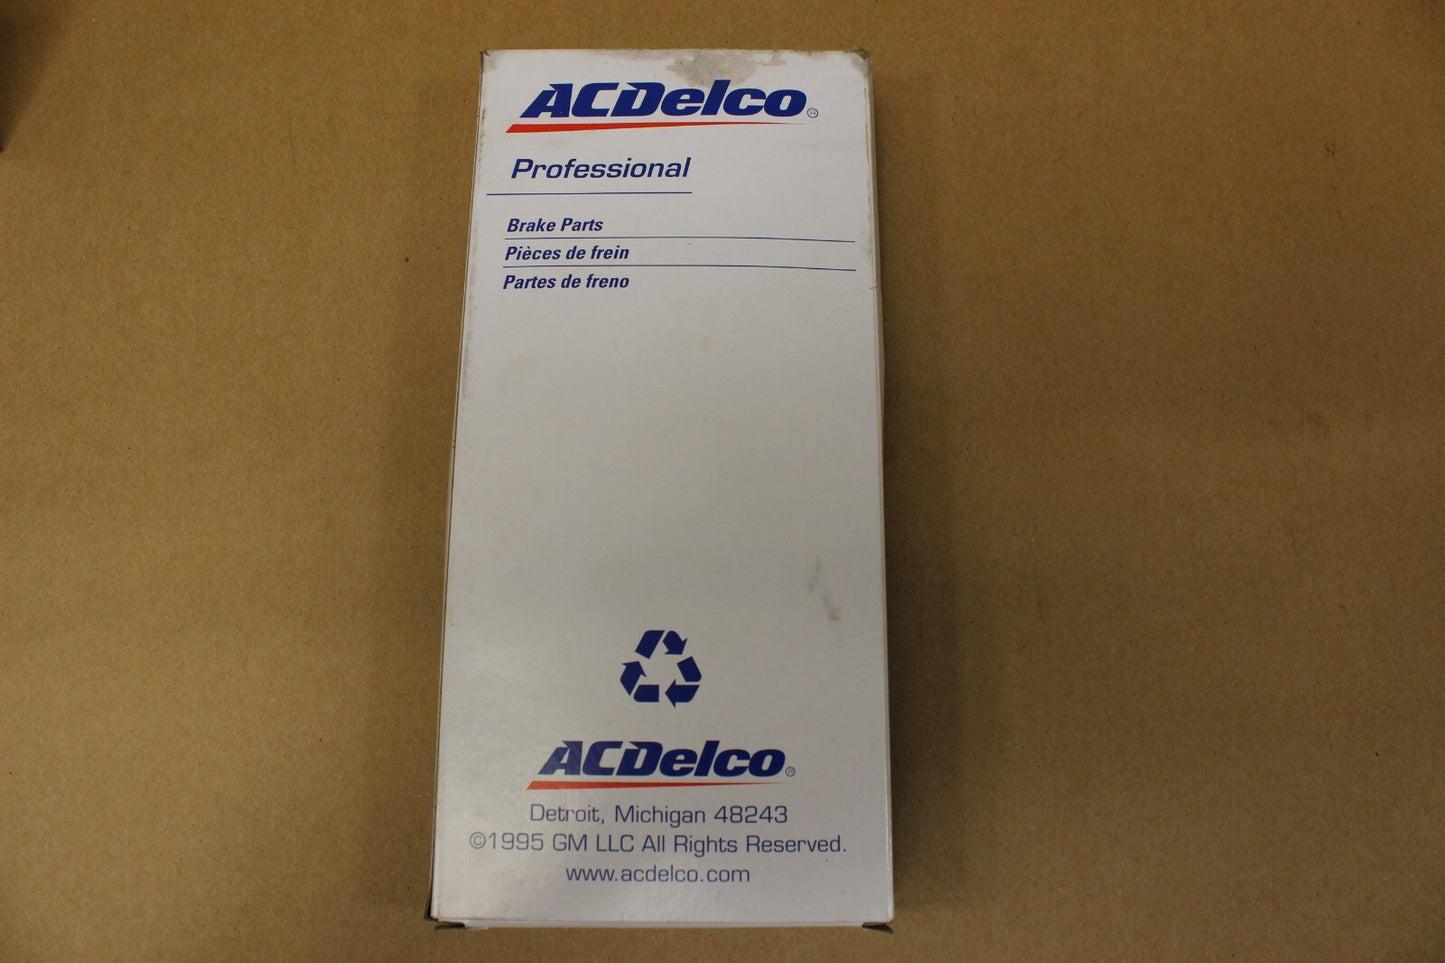 ACDelco®
Professional
Brake Parts
Pièces de frein
Partes de freno
ACDelco®
Detroit, Michigan 48243
©1995 GM LLC All Rights Reserved.
www.acdelco.com